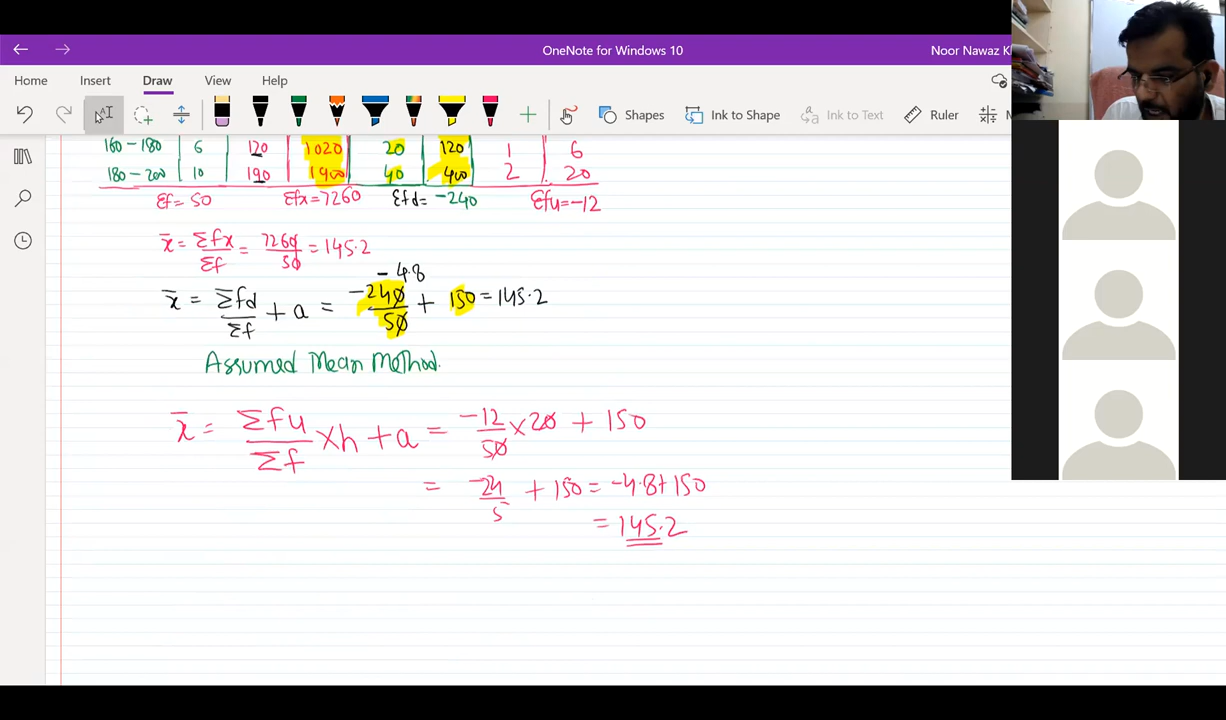 OneNote for Windows 10
Noor Nawaz K
Home Insert Draw View Help
Shapes Ink to Shape Ink to Text Ruler M
160-180 6 120 1020 20 120 1 6
180-200 10 190 1900 40 400 2 20
Σf = 50 Σfx = 7260 Σfd = -240 Σfu = -12
x̄ = Σfx/Σf = 7260/50 = 145.2
-4.8
x̄ = Σfd/Σf + a = -240/50 + 150 = 145.2
Assumed Mean Method.
x̄ = Σfu/Σf × h + a = -12/50 × 20 + 150
= -24/5 + 150 = -4.8 + 150
= 145.2